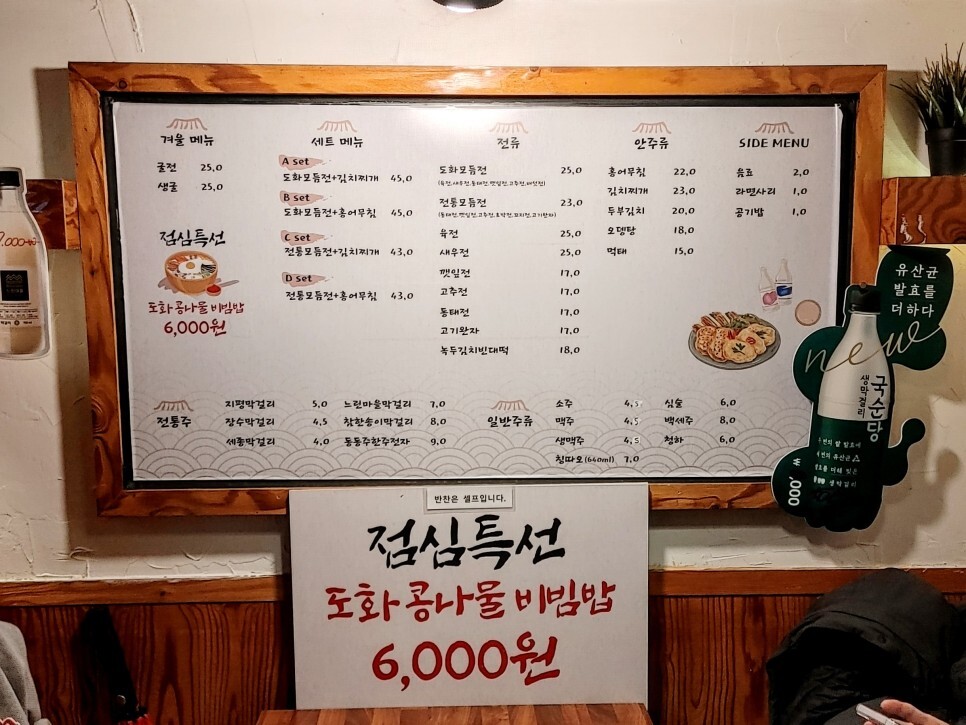 겨울 메뉴
굴전 25,0
생굴 25,0
점심특선
도화 콩나물 비빔밥
6,000원
세트 메뉴
A set
도화모듬전+김치찌개 45,0
B set
도화모듬전+홍어무침 45,0
C set
전통모듬전+김치찌개 43,0
D set
전통모듬전+홍어무침 43,0
전류
도화모듬전 25,0
전통모듬전 23,0
육전 25,0
새우전 25,0
깻잎전 17,0
고추전 17,0
동태전 17,0
고기완자 17,0
녹두김치빈대떡 18,0
안주류
홍어무침 22,0
김치찌개 23,0
두부김치 20,0
오뎅탕 18,0
먹태 15,0
SIDE MENU
육표 2,0
라면사리 1,0
공기밥 1,0
전통주
지평막걸리 5,0 느린마을막걸리 7,0
장수막걸리 4,5 참환송이막걸리 8,0
세종막걸리 4,0 동동주한주전자 9,0
일반주류
소주 4,5 심술 6,0
맥주 4,5 백세주 8,0
생맥주 4,5 청하 6,0
칭따오(640ml) 7,0
반찬은 셀프입니다.
점심특선
도화 콩나물 비빔밥
6,000원
유산균
발효를
더하다
new
국순당
생막걸리